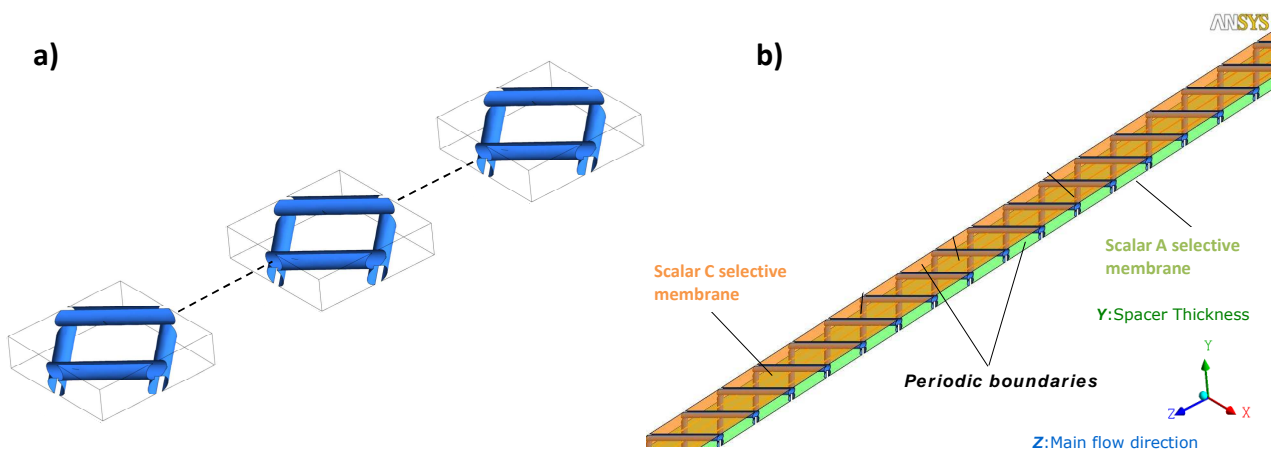 a)
b)
ANSYS
Scalar C selective
membrane
Scalar A selective
membrane
Periodic boundaries
Y:Spacer Thickness
Y
Z
X
Z:Main flow direction